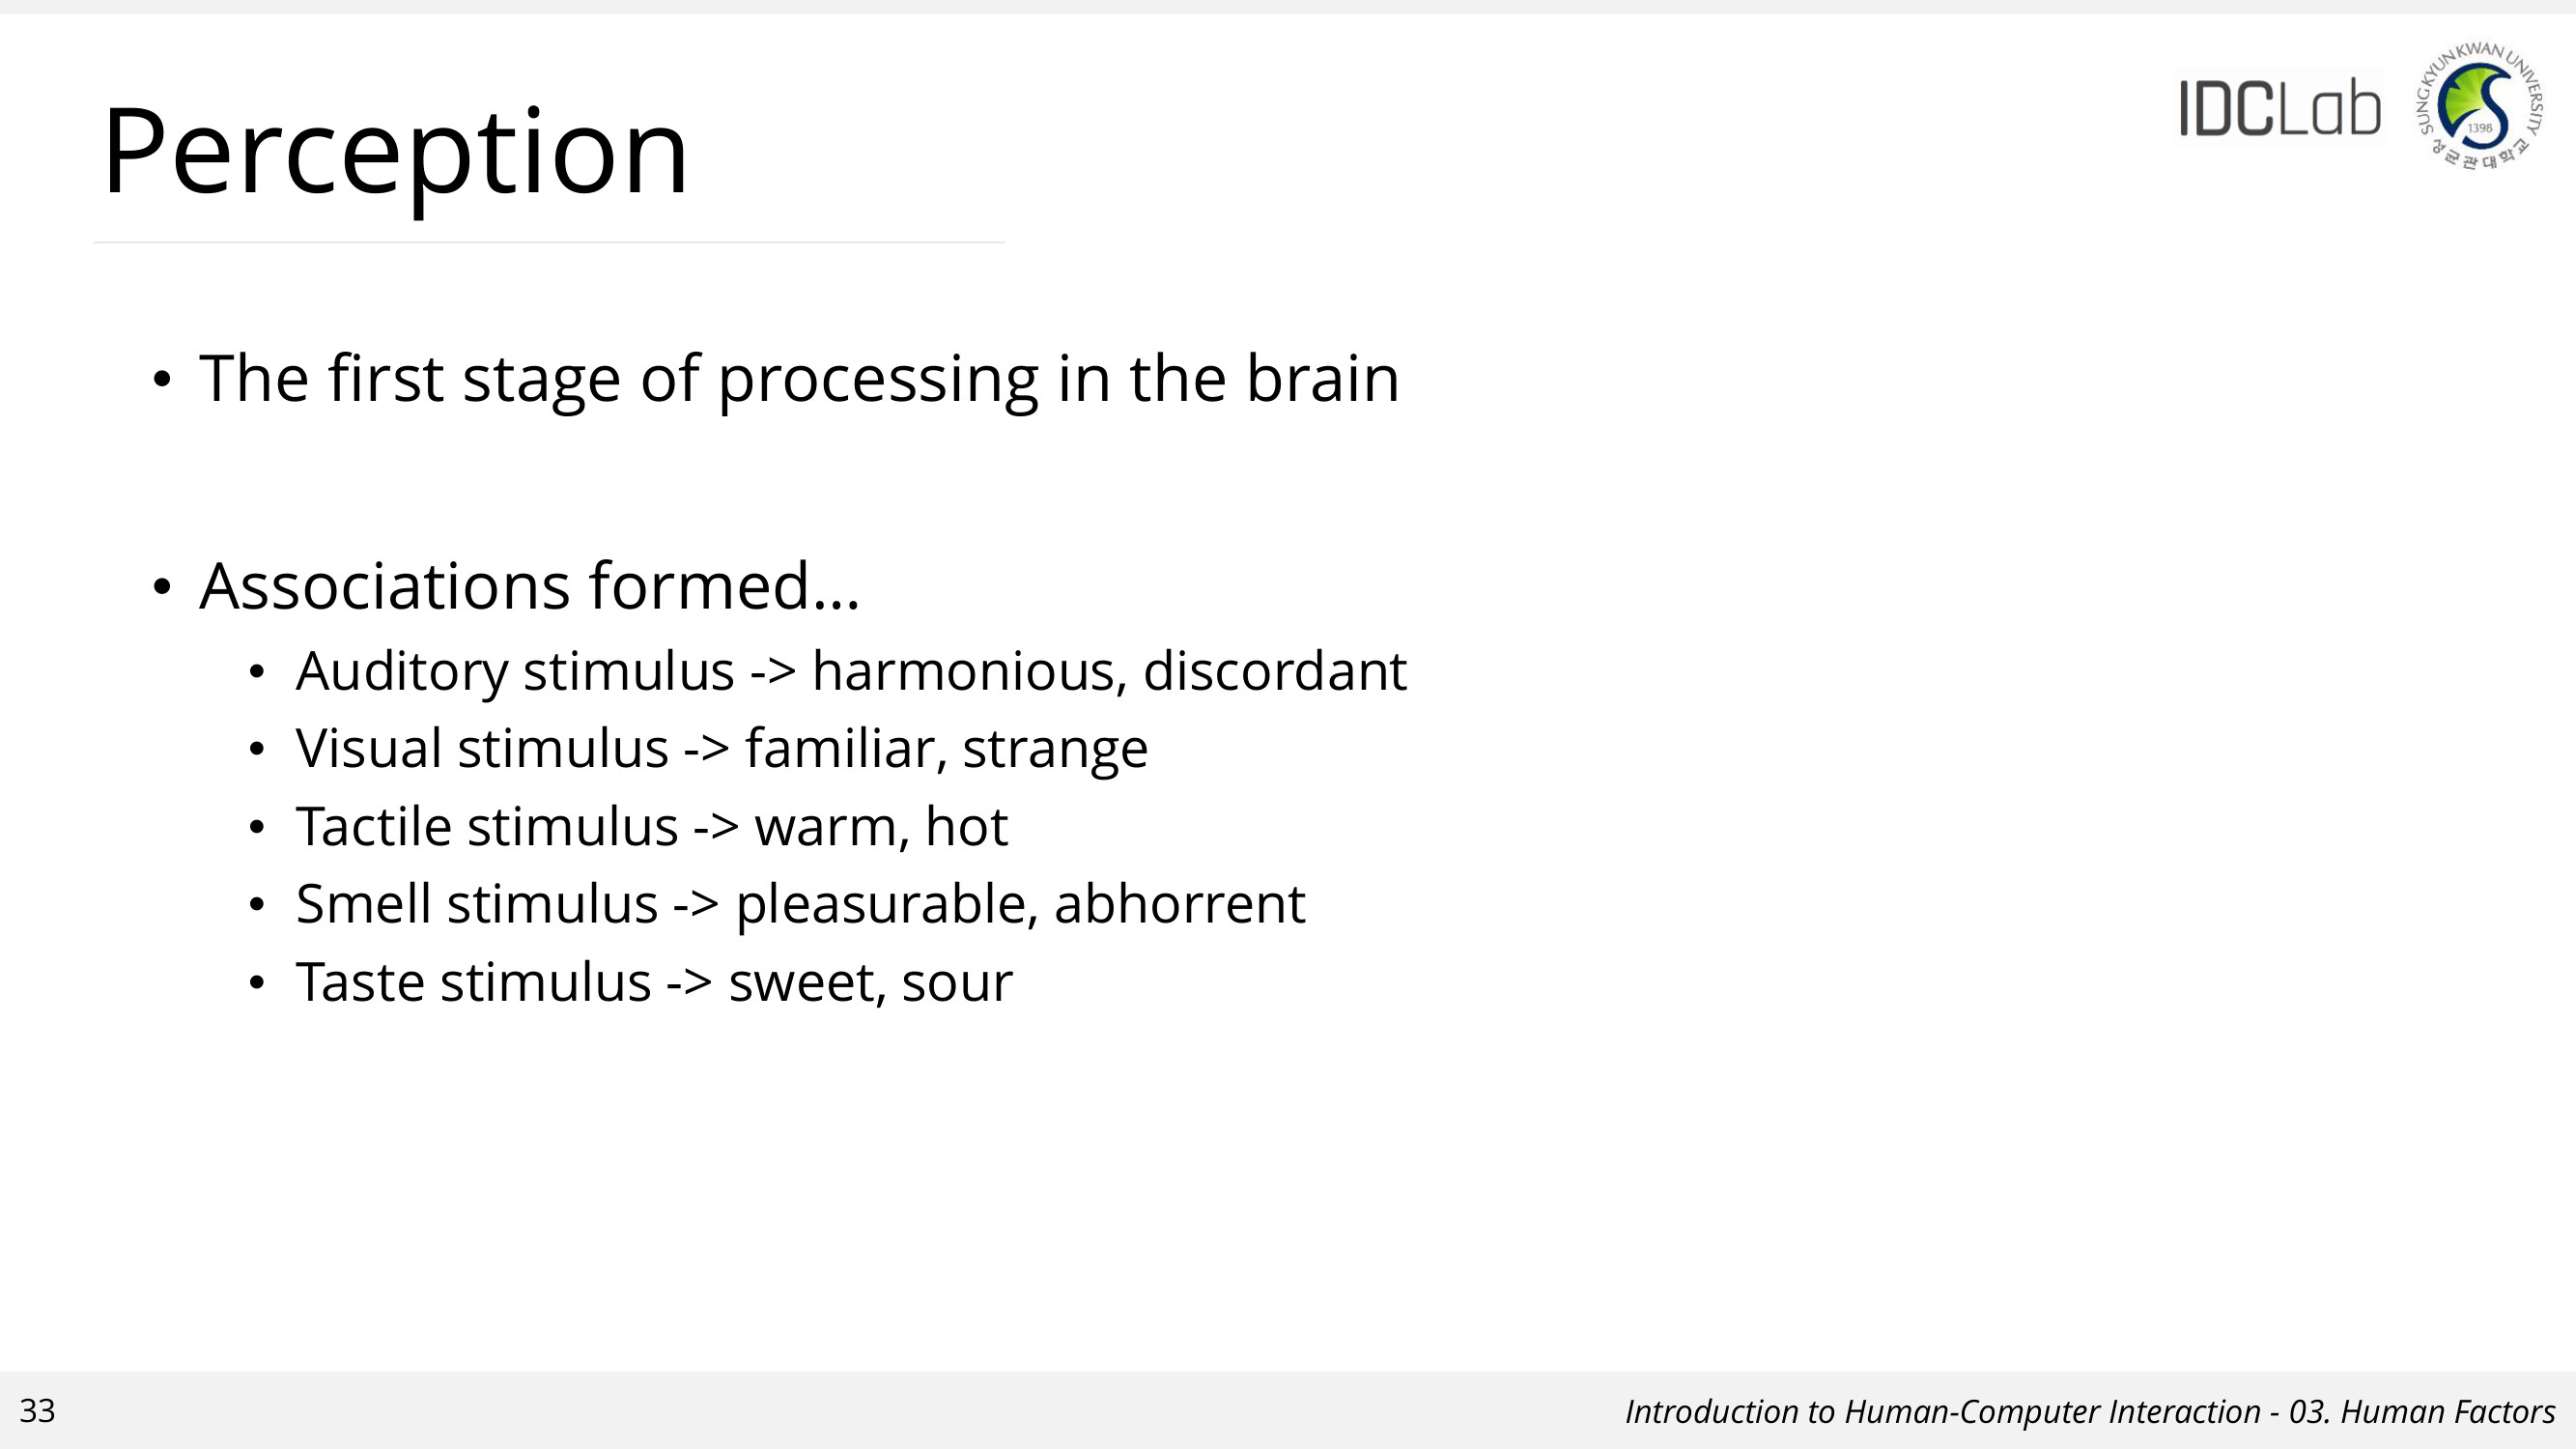 IDCLab
SUNGKYUNKWAN UNIVERSITY
1398
성균관대학교
Perception
• The first stage of processing in the brain
• Associations formed...
• Auditory stimulus -> harmonious, discordant
• Visual stimulus -> familiar, strange
• Tactile stimulus -> warm, hot
• Smell stimulus -> pleasurable, abhorrent
• Taste stimulus -> sweet, sour
33
Introduction to Human-Computer Interaction - 03. Human Factors